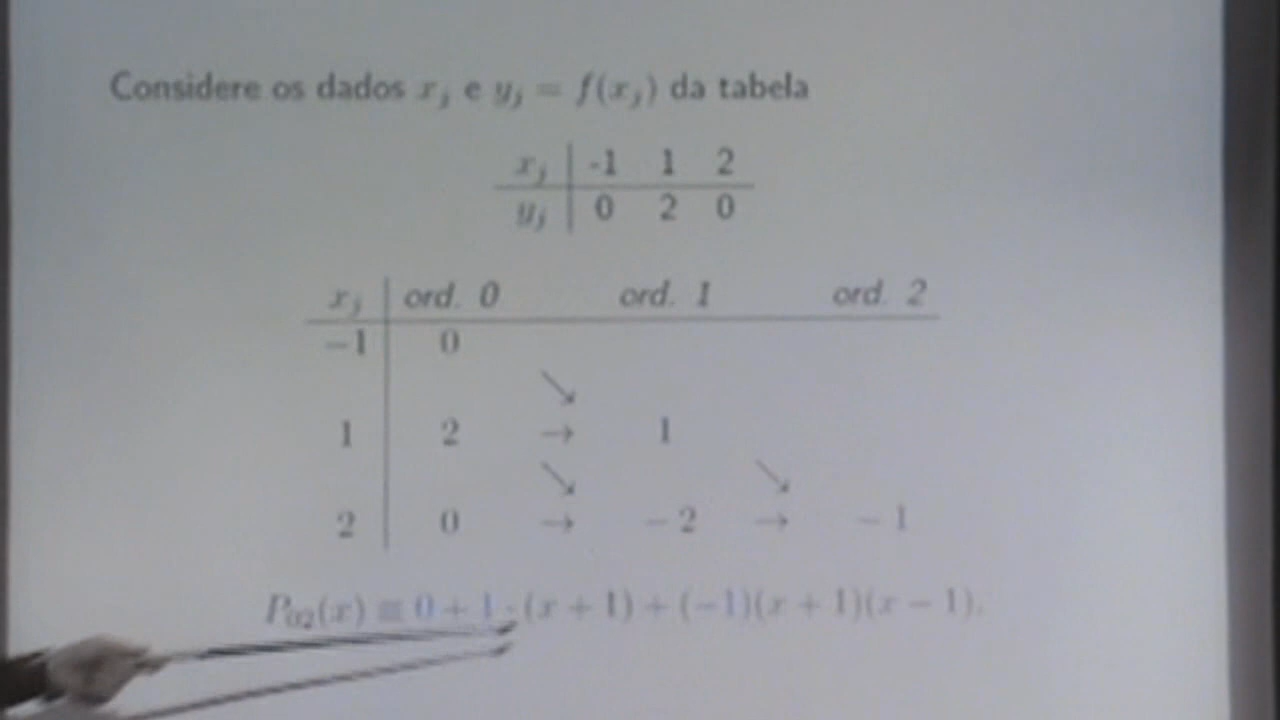 Considere os dados x_j e y_j = f(x_j) da tabela
x_j | -1 1 2
y_j | 0 2 0
x_j | ord. 0 ord. 1 ord. 2
−1 | 0
↘
1 | 2 → 1
↘ ↘
2 | 0 → −2 → −1
P_02(x) ≡ 0 + 1 · (x + 1) + (−1)(x + 1)(x − 1).